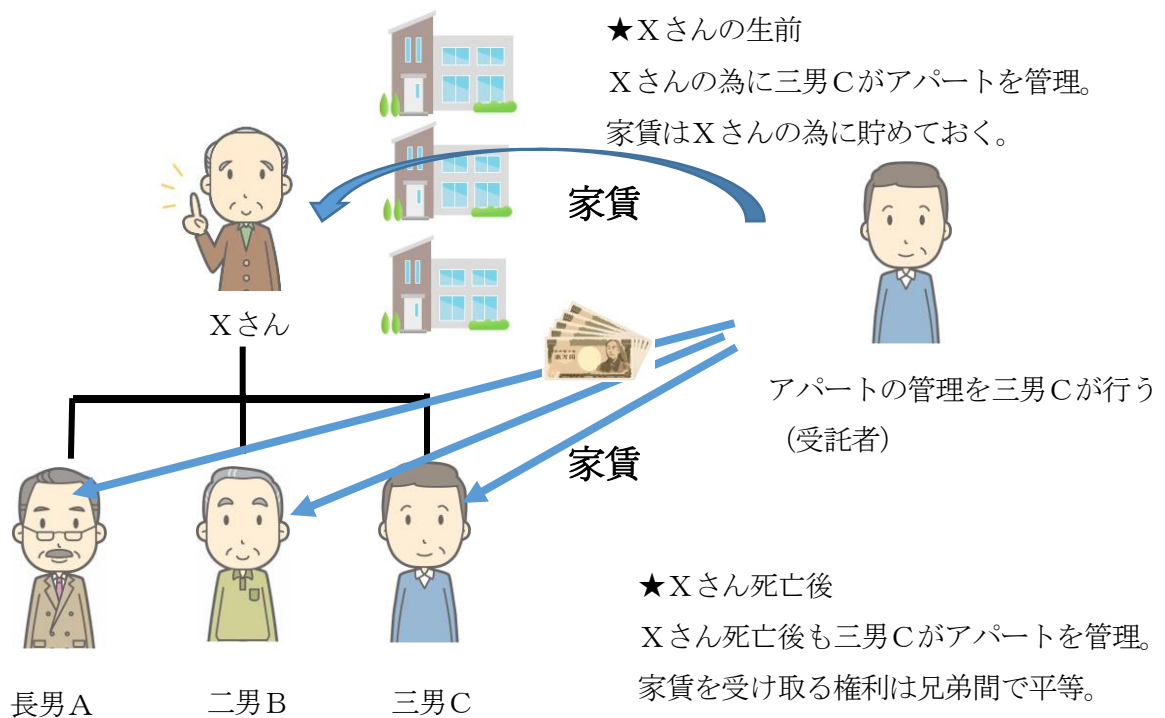 ★Ｘさんの生前
Ｘさんの為に三男Ｃがアパートを管理。
家賃はＸさんの為に貯めておく。
家賃
Ｘさん
アパートの管理を三男Ｃが行う
（受託者）
家賃
★Ｘさん死亡後
Ｘさん死亡後も三男Ｃがアパートを管理。
家賃を受け取る権利は兄弟間で平等。
長男Ａ
二男Ｂ
三男Ｃ